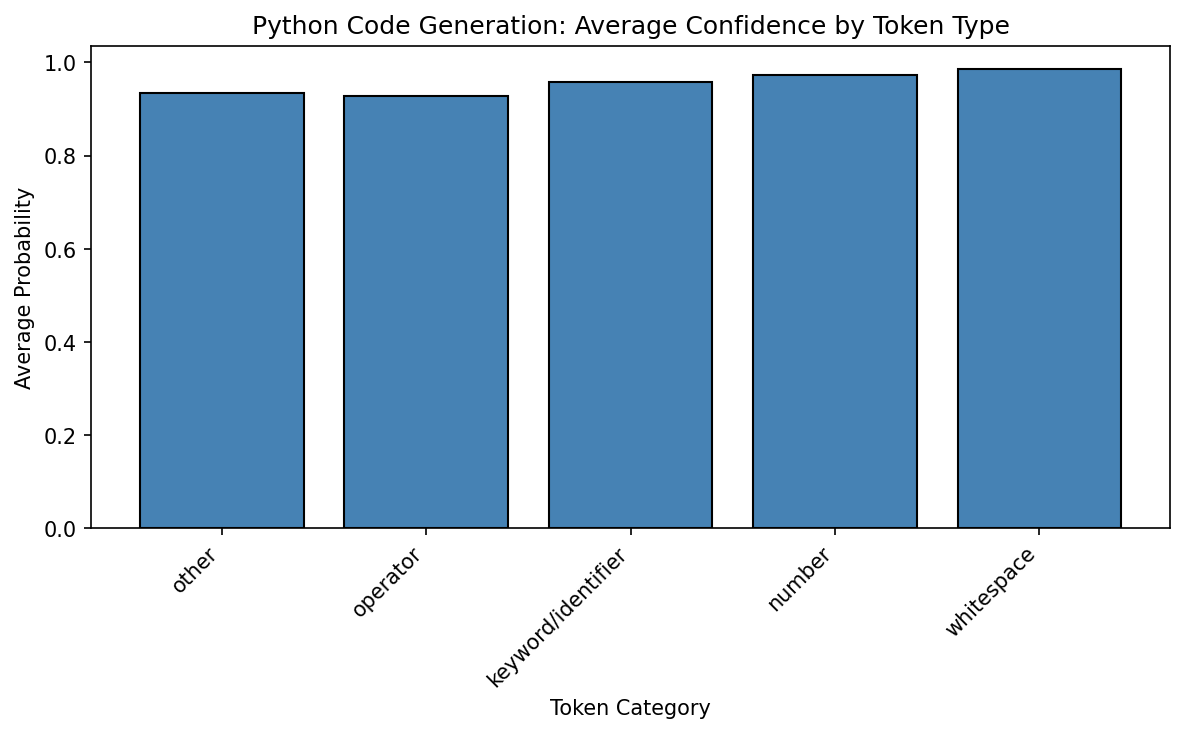 Python Code Generation: Average Confidence by Token Type
Average Probability
1.0
0.8
0.6
0.4
0.2
0.0
other
operator
keyword/identifier
number
whitespace
Token Category